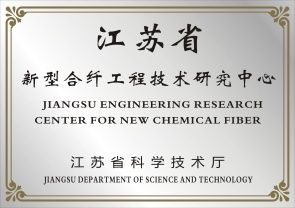 江苏省
新型合纤工程技术研究中心
JIANGSU ENGINEERING RESEARCH
CENTER FOR NEW CHEMICAL FIBER
江苏省科学技术厅
JIANGSU DEPARTMENT OF SCIENCE AND TECHNOLOGY